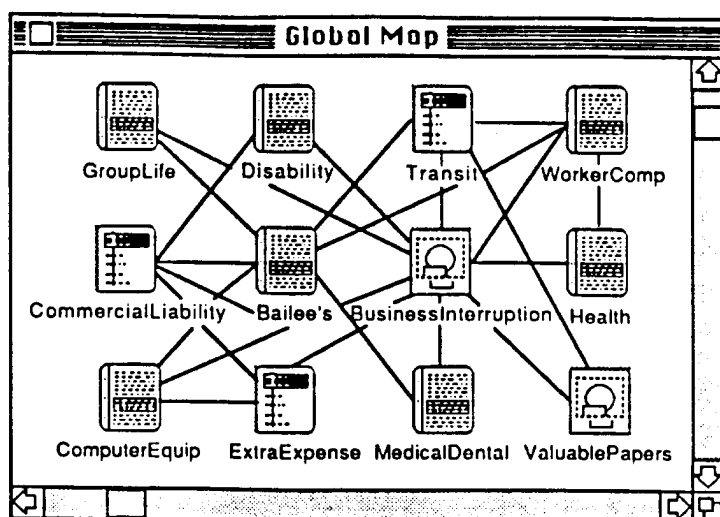 Global Map
GroupLife Disability Transit WorkerComp
CommercialLiability Bailee's BusinessInterruption Health
ComputerEquip ExtraExpense MedicalDental ValuablePapers